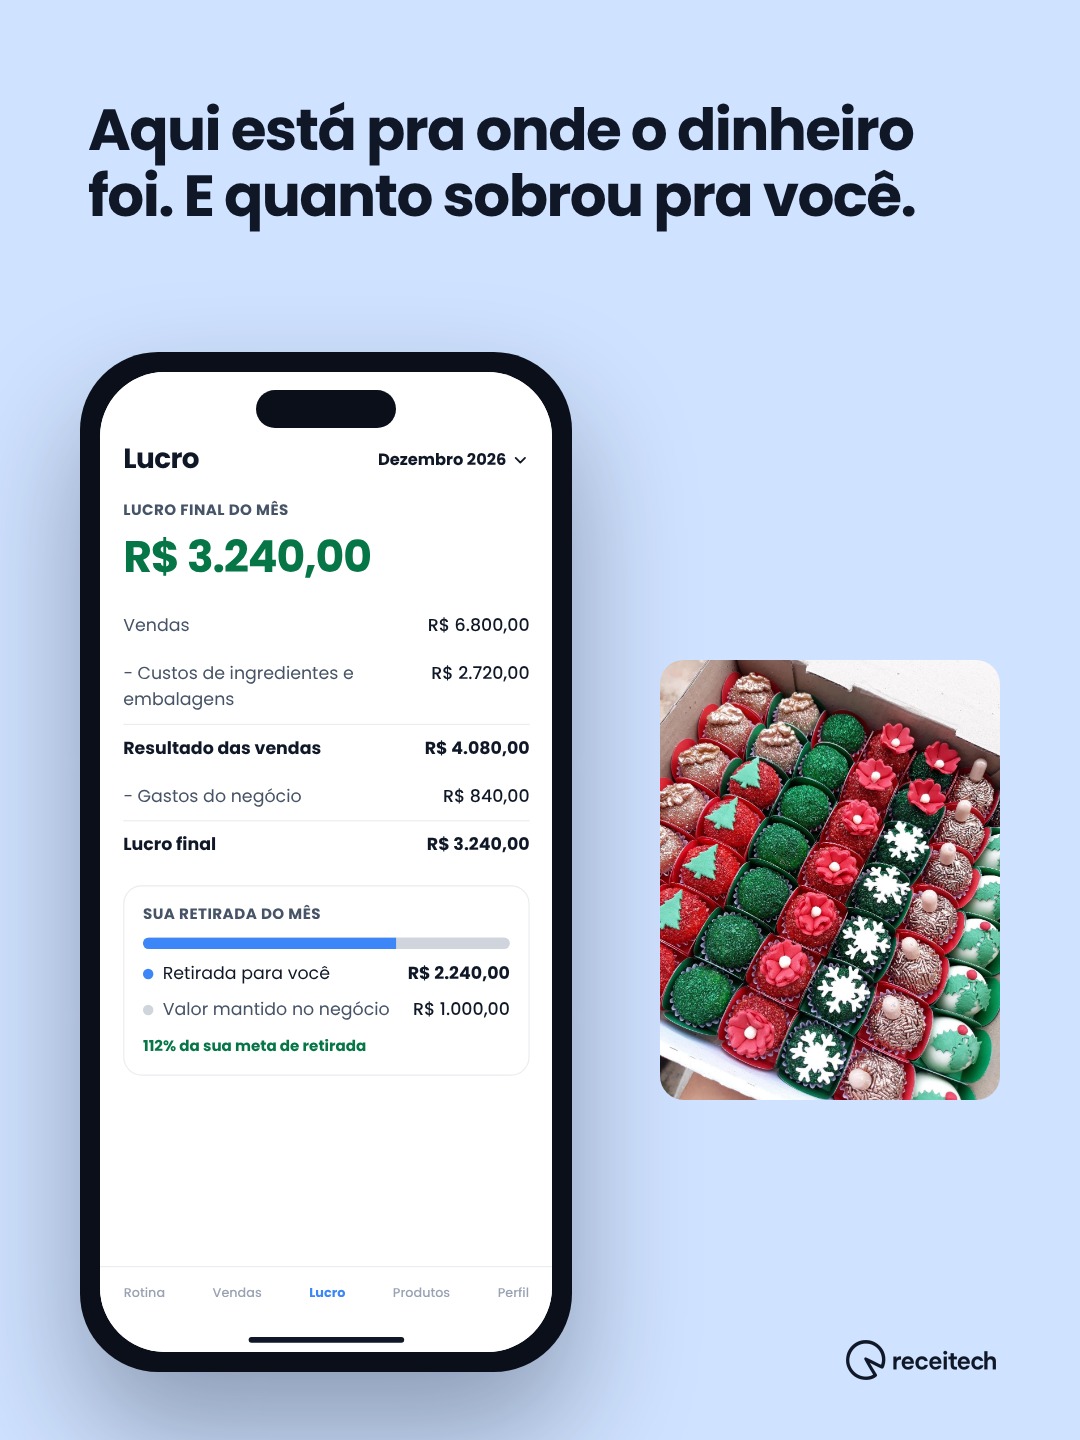 Aqui está pra onde o dinheiro
foi. E quanto sobrou pra você.
Lucro
Dezembro 2026
LUCRO FINAL DO MÊS
R$ 3.240,00
Vendas R$ 6.800,00
- Custos de ingredientes e R$ 2.720,00
embalagens
Resultado das vendas R$ 4.080,00
- Gastos do negócio R$ 840,00
Lucro final R$ 3.240,00
SUA RETIRADA DO MÊS
Retirada para você R$ 2.240,00
Valor mantido no negócio R$ 1.000,00
112% da sua meta de retirada
Rotina Vendas Lucro Produtos Perfil
receitech